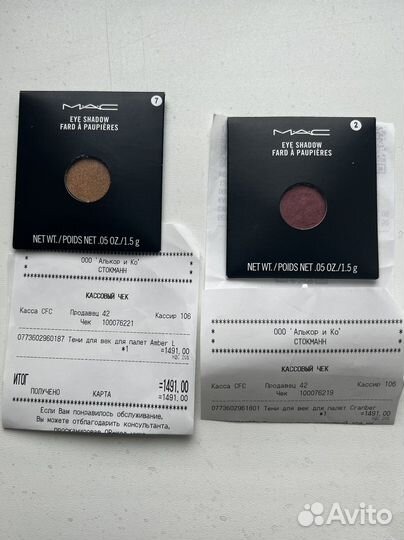 7
MAC
EYE SHADOW
FARD À PAUPIÈRES
NET WT./POIDS NET .05 OZ./1.5 g
ООО "Алькор и Ко"
СТОКМАНН
КАССОВЫЙ ЧЕК
Касса CFC Продавец 42 Кассир 106
Чек 100076221
0773602960187 Тени для век для палет Amber L
*1 =1491.00
ИТОГ =1491.00
ПОЛУЧЕНО КАРТА =1491.00
Если Вам понравилось обслуживание,
Вы можете отблагодарить консультанта,
2
MAC
EYE SHADOW
FARD À PAUPIÈRES
NET WT./POIDS NET .05 OZ./1.5 g
ООО "Алькор и Ко"
СТОКМАНН
КАССОВЫЙ ЧЕК
Касса CFC Продавец 42 Кассир 106
Чек 100076219
0773602961801 Тени для век для палет Cranber
*1 =1491.00
Avito